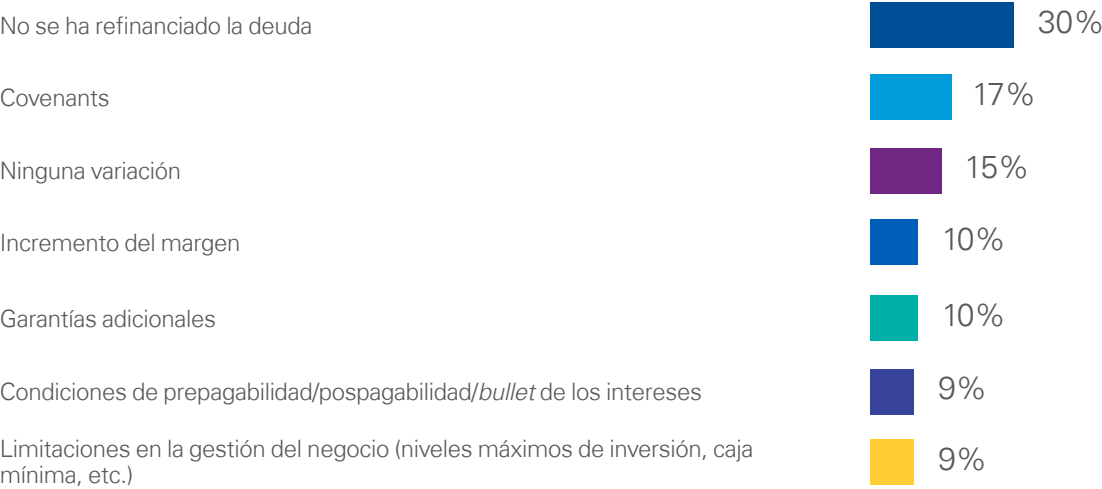 No se ha refinanciado la deuda 30%
Covenants 17%
Ninguna variación 15%
Incremento del margen 10%
Garantías adicionales 10%
Condiciones de prepagabilidad/pospagabilidad/bullet de los intereses 9%
Limitaciones en la gestión del negocio (niveles máximos de inversión, caja
mínima, etc.) 9%